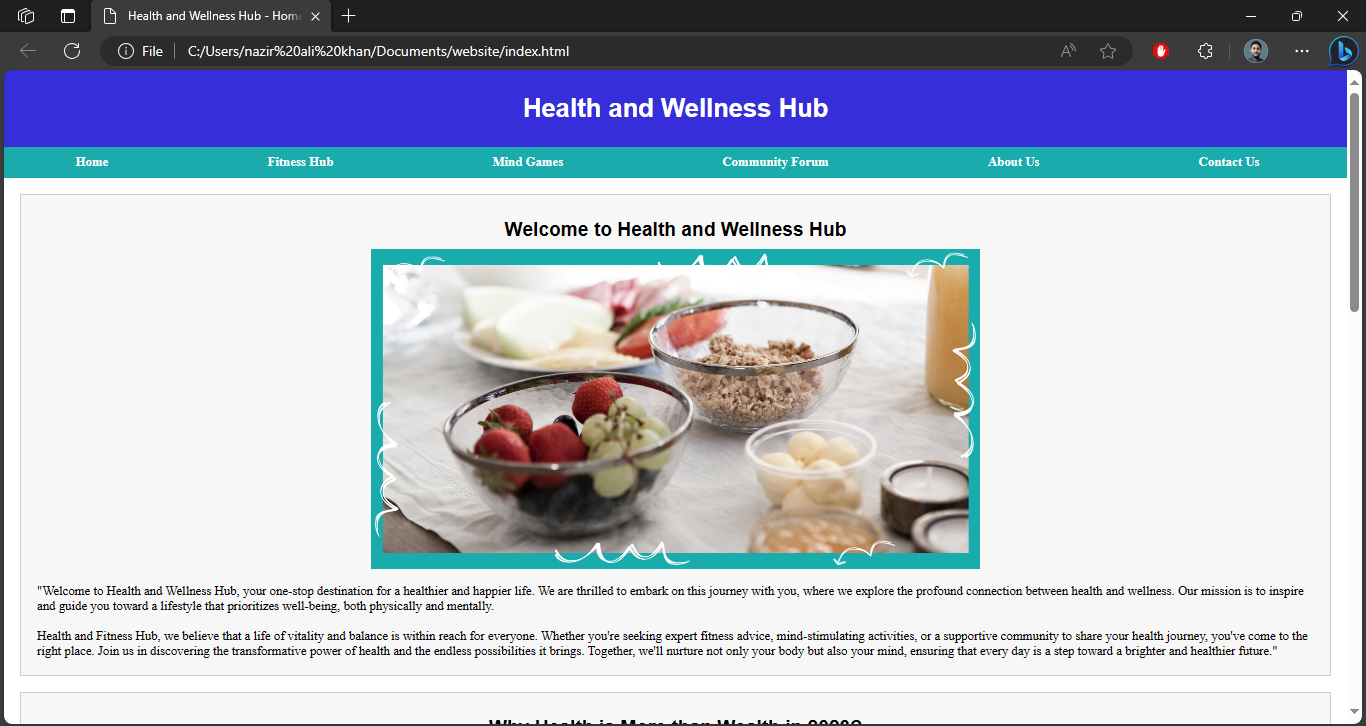 Health and Wellness Hub - Home
File
C:/Users/nazir%20ali%20khan/Documents/website/index.html
Health and Wellness Hub
Home Fitness Hub Mind Games Community Forum About Us Contact Us
Welcome to Health and Wellness Hub
"Welcome to Health and Wellness Hub, your one-stop destination for a healthier and happier life. We are thrilled to embark on this journey with you, where we explore the profound connection between health and wellness. Our mission is to inspire
and guide you toward a lifestyle that prioritizes well-being, both physically and mentally.
Health and Fitness Hub, we believe that a life of vitality and balance is within reach for everyone. Whether you're seeking expert fitness advice, mind-stimulating activities, or a supportive community to share your health journey, you've come to the
right place. Join us in discovering the transformative power of health and the endless possibilities it brings. Together, we'll nurture not only your body but also your mind, ensuring that every day is a step toward a brighter and healthier future."
Why Health is More than Wealth in